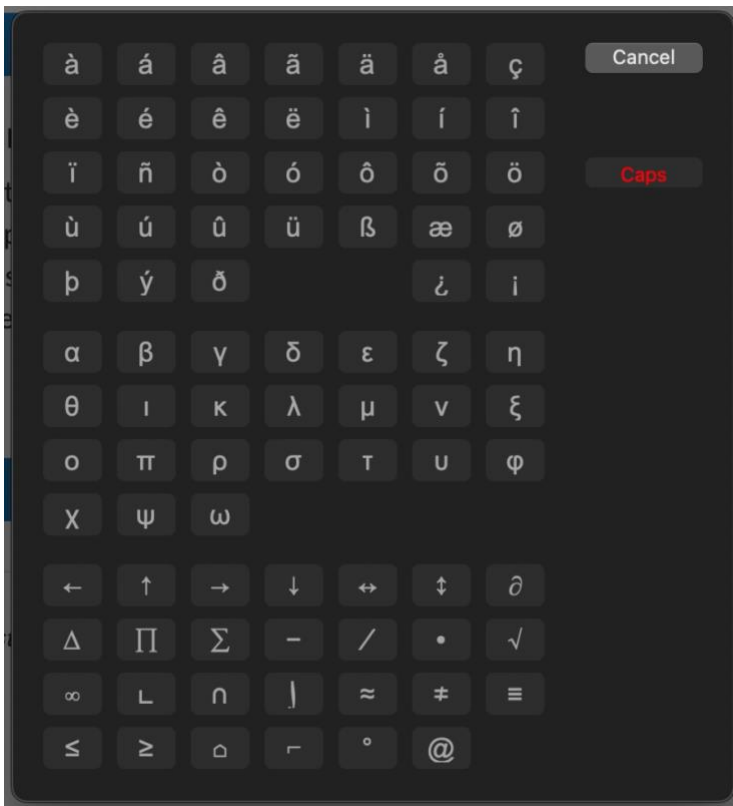 à á â ã ä å ç Cancel
è é ê ë ì í î
ï ñ ò ó ô õ ö Caps
ù ú û ü ß æ ø
þ ý ð ¿ ¡
α β γ δ ε ζ η
θ ι κ λ μ ν ξ
ο π ρ σ τ υ φ
χ ψ ω
← ↑ → ↓ ↔ ↕ ∂
∆ ∏ ∑ − ∕ • √
∞ ∟ ∩ ⌡ ≈ ≠ ≡
≤ ≥ ⌂ ⌐ ° @